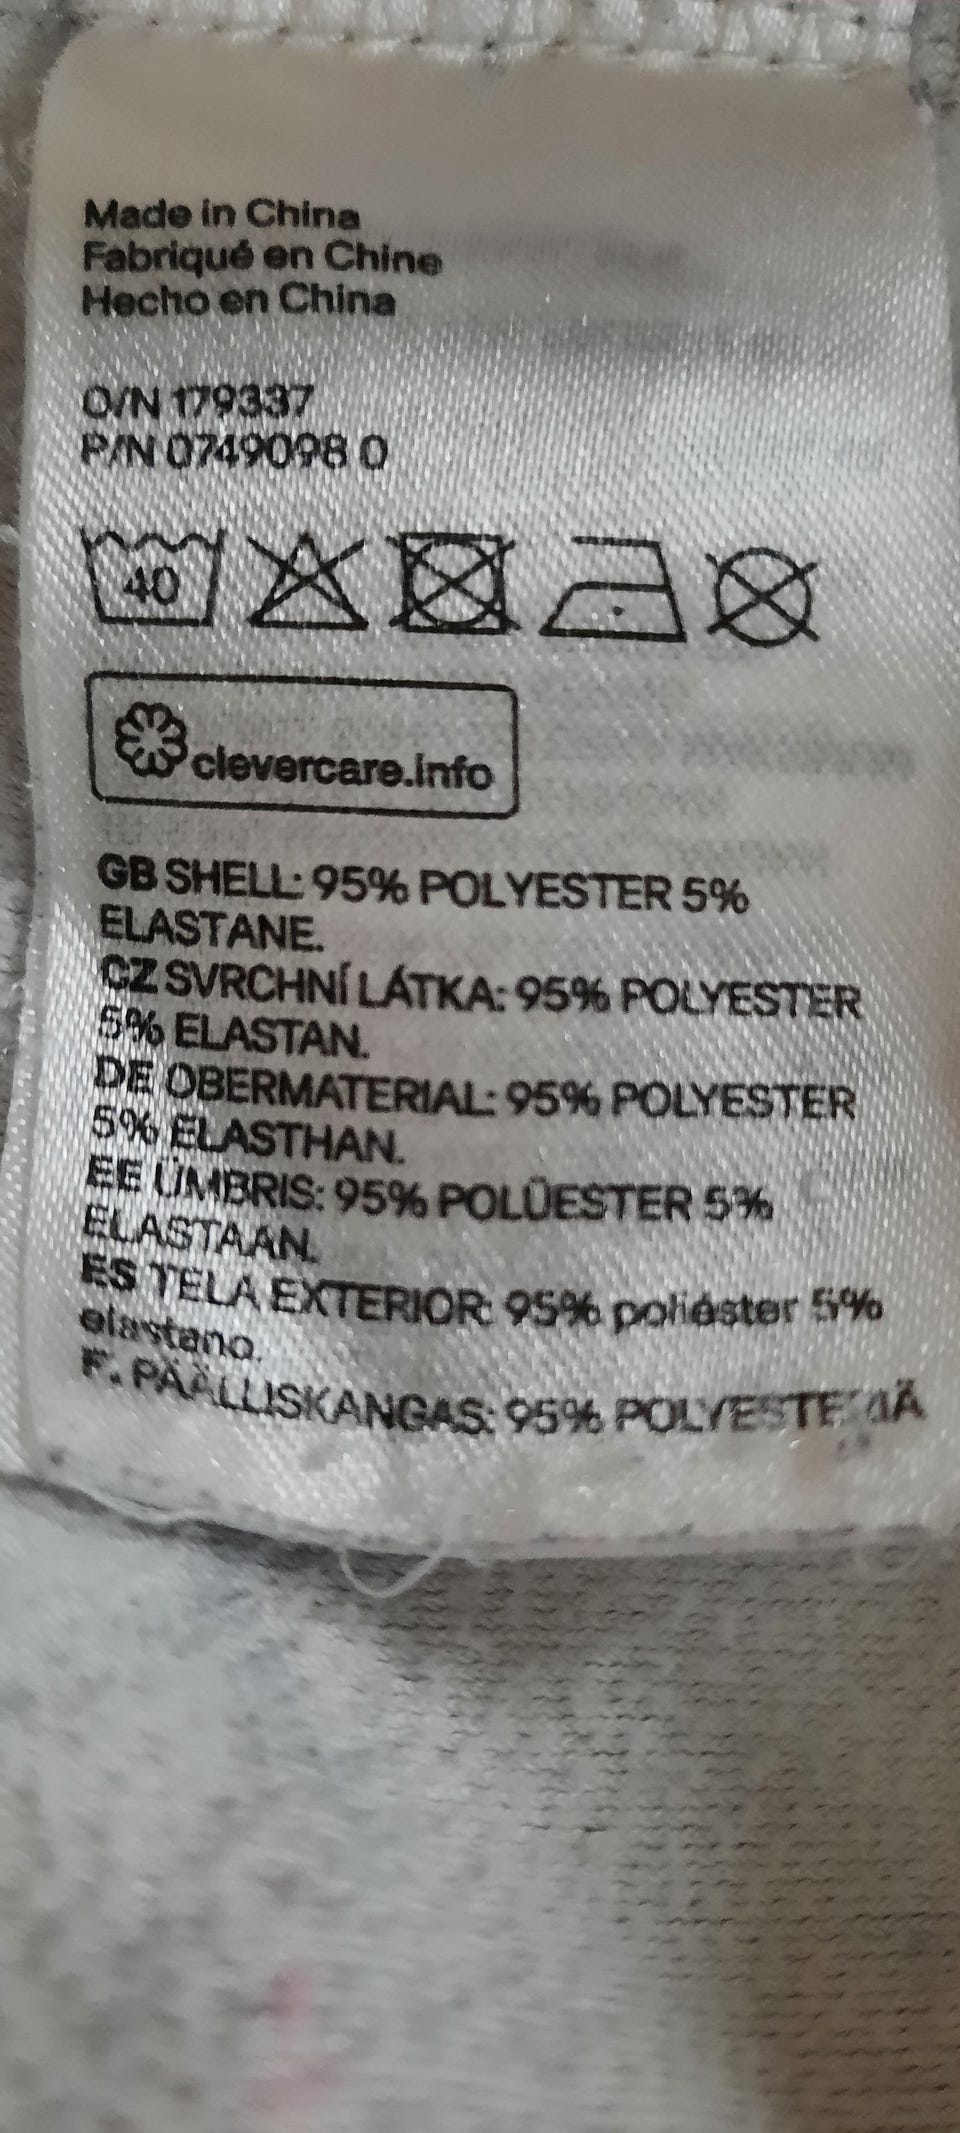 Made in China
Fabriqué en Chine
Hecho en China
O/N 179337
P/N 0749098 0
40
clevercare.info
GB SHELL: 95% POLYESTER 5%
ELASTANE.
CZ SVRCHNÍ LÁTKA: 95% POLYESTER
5% ELASTAN.
DE OBERMATERIAL: 95% POLYESTER
5% ELASTHAN.
EE ÜMBRIS: 95% POLÜESTER 5%
ELASTAAN.
ES TELA EXTERIOR: 95% poliéster 5%
elastano.
PÄÄLLISKANGAS: 95%